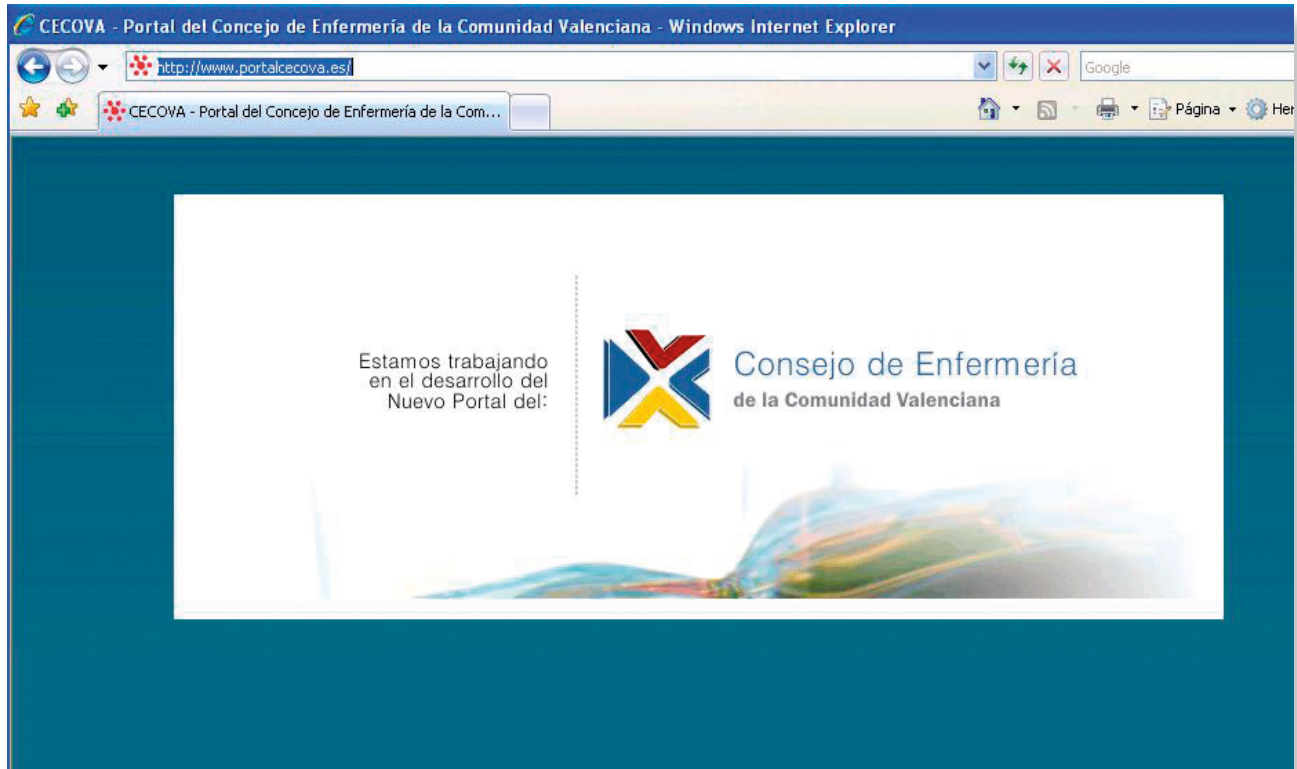 CECOVA - Portal del Concejo de Enfermería de la Comunidad Valenciana - Windows Internet Explorer
http://www.portalcecova.es/
Google
CECOVA - Portal del Concejo de Enfermería de la Com...
Página
Her
Estamos trabajando
en el desarrollo del
Nuevo Portal del:
Consejo de Enfermería
de la Comunidad Valenciana